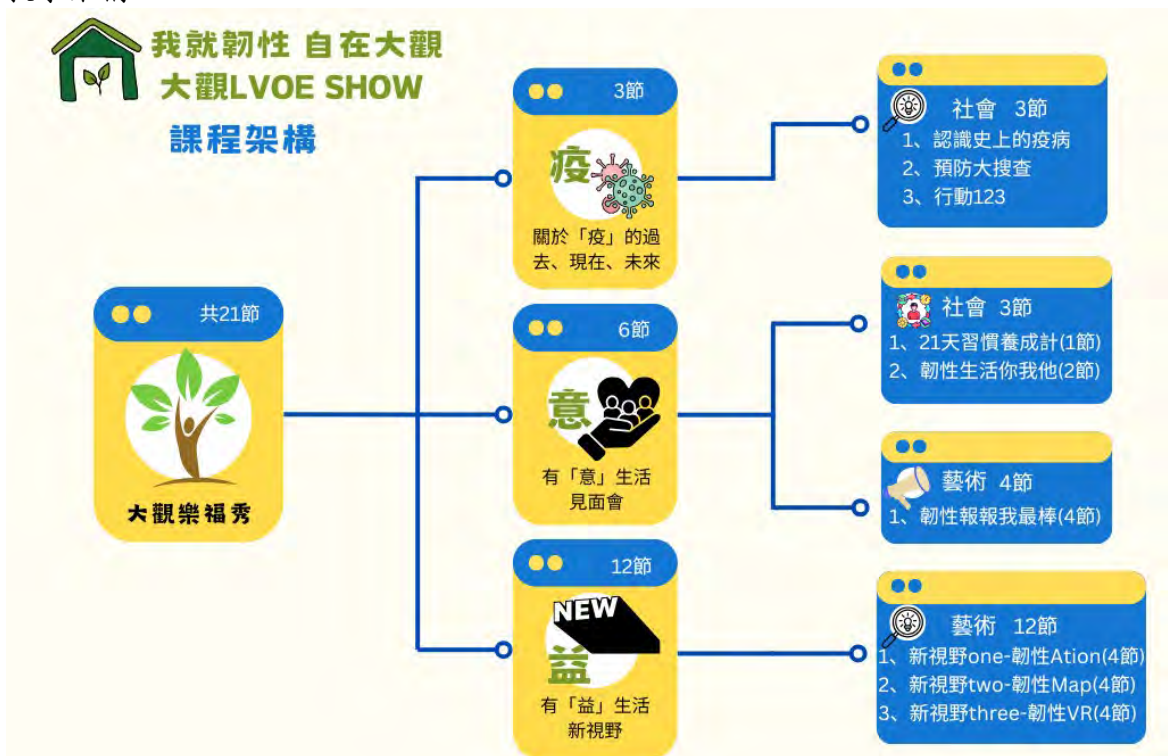 我就韌性 自在大觀
大觀LVOE SHOW
課程架構
共21節
大觀樂福秀
3節
疫
關於「疫」的過
去、現在、未來
社會 3節
1、認識史上的疫病
2、預防大搜查
3、行動123
6節
意
有「意」生活
見面會
社會 3節
1、21天習慣養成計(1節)
2、韌性生活你我他(2節)
藝術 4節
1、韌性報報我最棒(4節)
12節
NEW
益
有「益」生活
新視野
藝術 12節
1、新視野one-韌性Ation(4節)
2、新視野two-韌性Map(4節)
3、新視野three-韌性VR(4節)